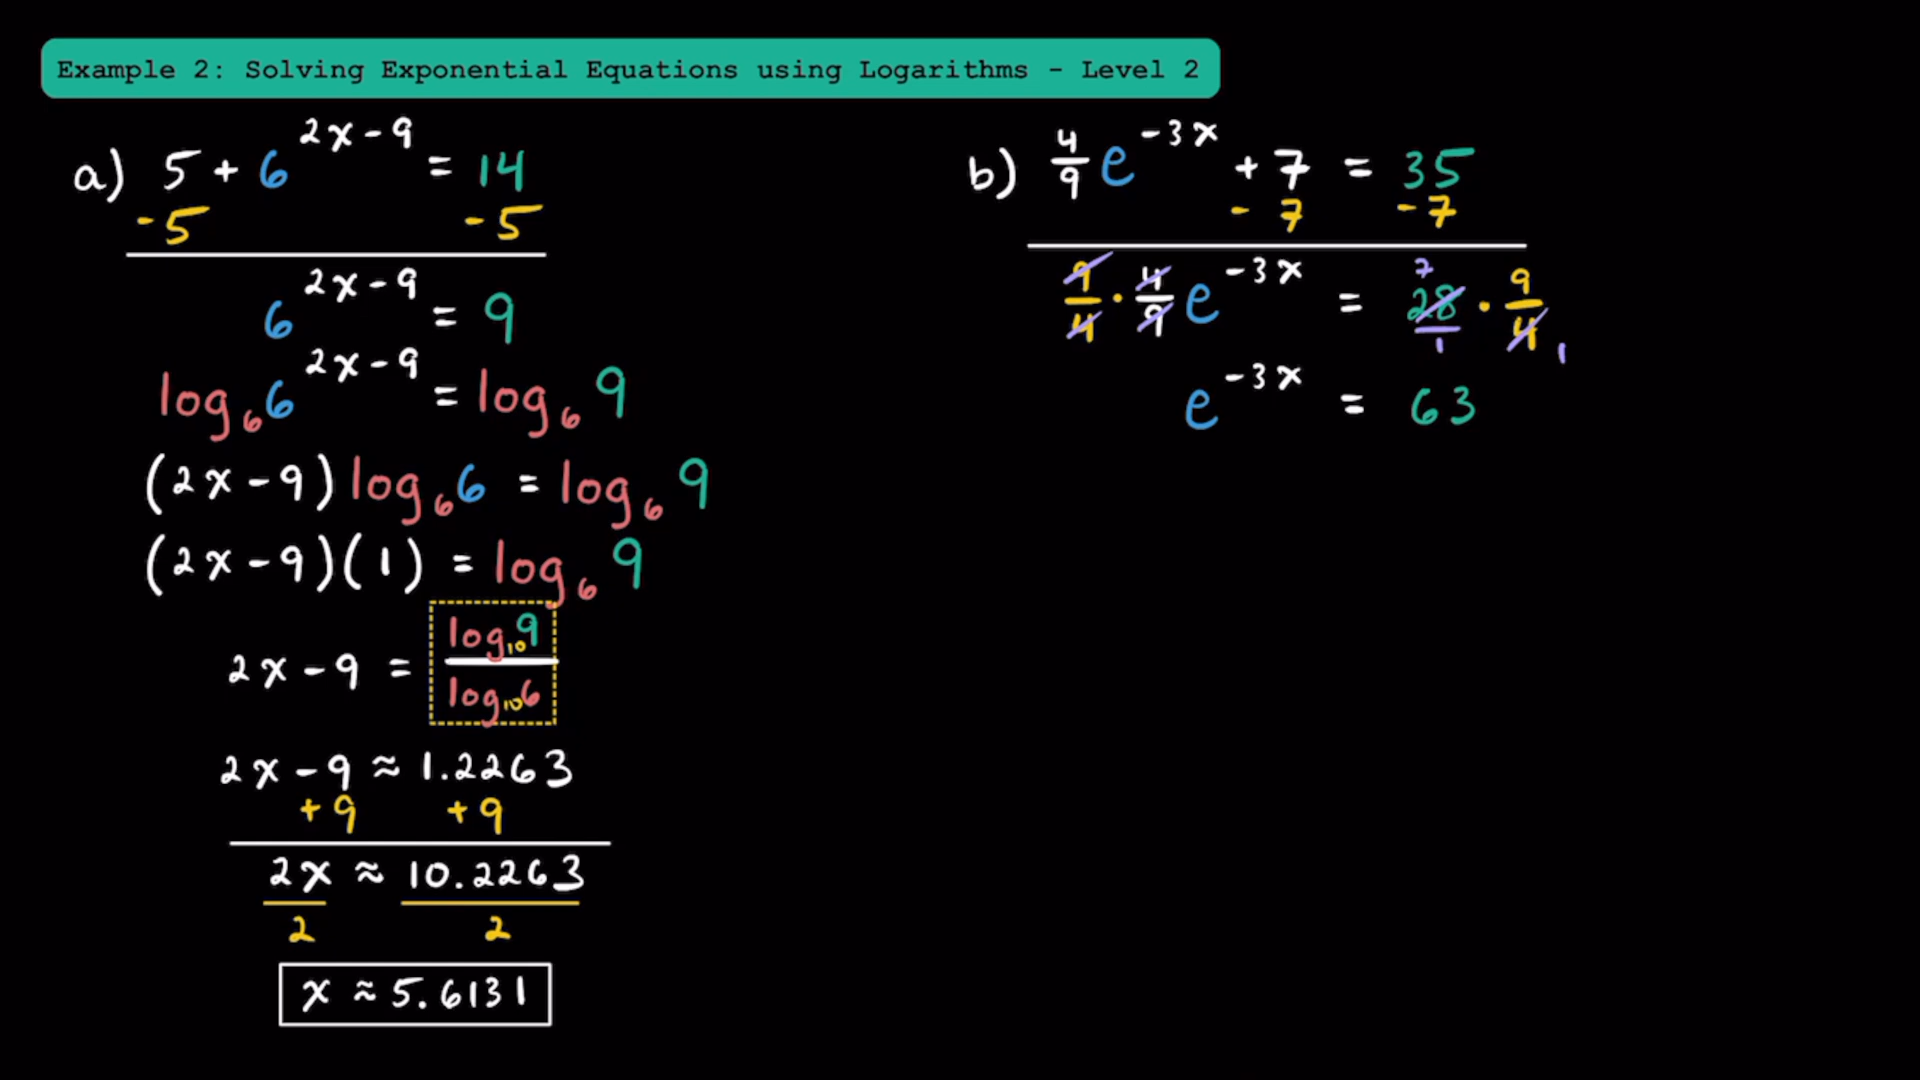 Example 2: Solving Exponential Equations using Logarithms - Level 2
a) 5 + 6^(2x-9) = 14
-5 -5
6^(2x-9) = 9
log₆6^(2x-9) = log₆9
(2x-9)log₆6 = log₆9
(2x-9)(1) = log₆9
2x-9 = log₁₀9/log₁₀6
2x-9 ≈ 1.2263
+9 +9
2x ≈ 10.2263
2 2
x ≈ 5.6131
b) 4/9 e^(-3x) + 7 = 35
-7 -7
9/4 · 4/9 e^(-3x) = 7 28/1 · 9/4 1
e^(-3x) = 63